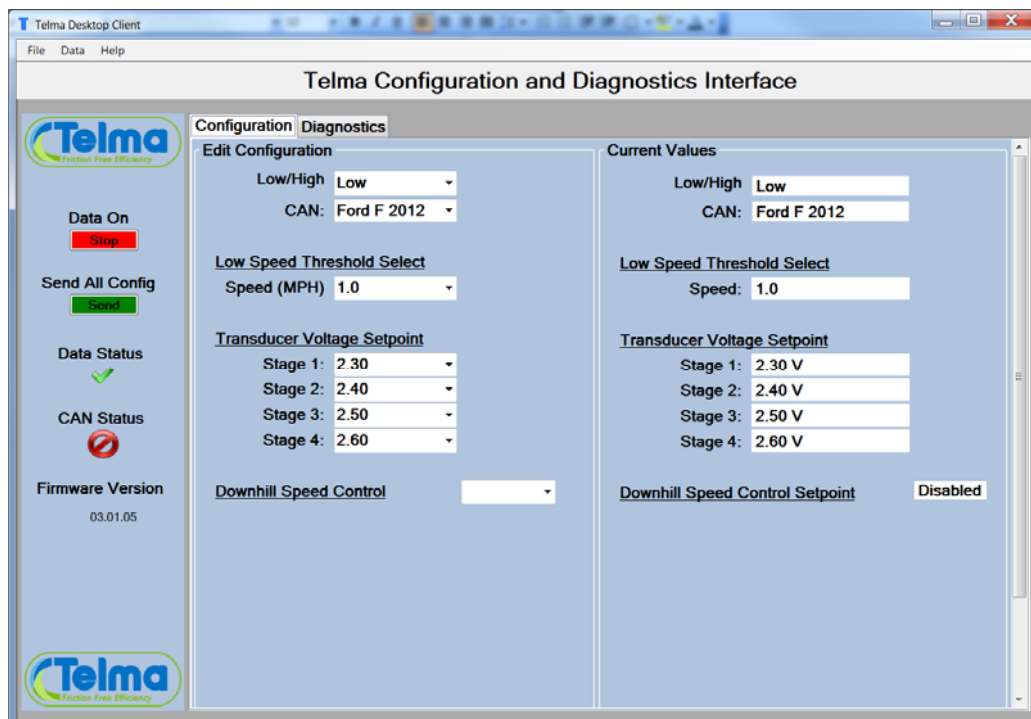 Telma Desktop Client
File Data Help
Telma Configuration and Diagnostics Interface
Telma
Friction Free Efficiency
Data On
Stop
Send All Config
Send
Data Status
CAN Status
Firmware Version
03.01.05
Telma
Friction Free Efficiency
Configuration Diagnostics
Edit Configuration
Low/High Low
CAN: Ford F 2012
Low Speed Threshold Select
Speed (MPH) 1.0
Transducer Voltage Setpoint
Stage 1: 2.30
Stage 2: 2.40
Stage 3: 2.50
Stage 4: 2.60
Downhill Speed Control
Current Values
Low/High Low
CAN: Ford F 2012
Low Speed Threshold Select
Speed: 1.0
Transducer Voltage Setpoint
Stage 1: 2.30 V
Stage 2: 2.40 V
Stage 3: 2.50 V
Stage 4: 2.60 V
Downhill Speed Control Setpoint Disabled